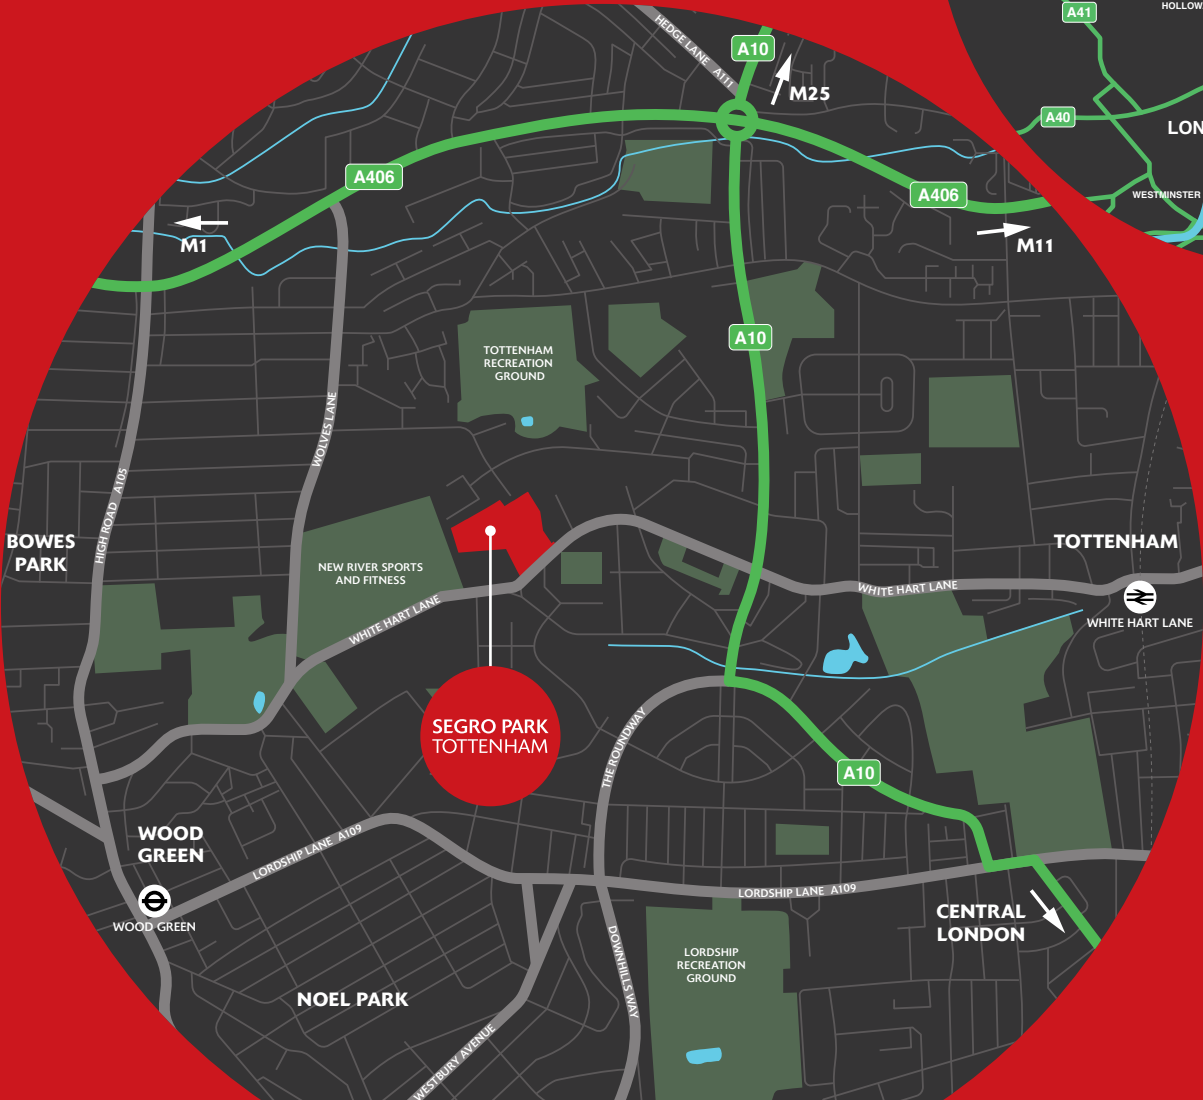 A41
HOLLOW
HEDGE LANE A111
A10
M25
A40
LON
A406
A406
WESTMINSTER
M1
M11
A10
TOTTENHAM
RECREATION
GROUND
WOLVES LANE
HIGH ROAD A105
BOWES
PARK
TOTTENHAM
NEW RIVER SPORTS
AND FITNESS
WHITE HART LANE
WHITE HART LANE
WHITE HART LANE
SEGRO PARK
TOTTENHAM
THE ROUNDWAY
A10
WOOD
GREEN
LORDSHIP LANE A109
LORDSHIP LANE A109
WOOD GREEN
CENTRAL
LONDON
DOWNHILLS WAY
LORDSHIP
RECREATION
GROUND
NOEL PARK
WESTBURY AVENUE